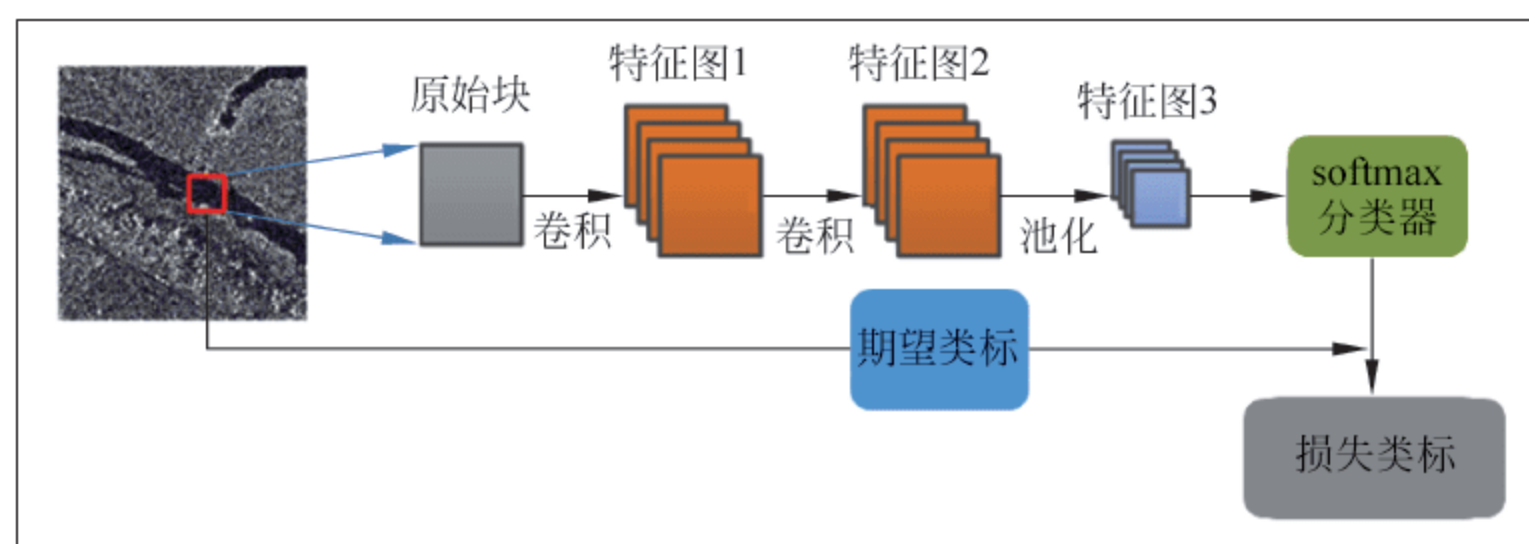 原始块
特征图1
特征图2
特征图3
卷积
卷积
池化
softmax
分类器
期望类标
损失类标